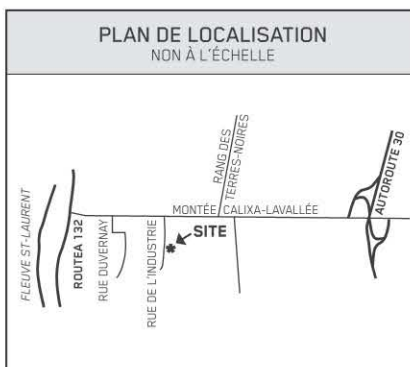 PLAN DE LOCALISATION
NON À L'ÉCHELLE
FLEUVE ST-LAURENT
ROUTEA 132
RUE DUVERNAY
RUE DE L'INDUSTRIE
SITE
MONTÉE CALIXA-LAVALLÉE
RANG DES
TERRES-NOIRES
AUTOROUTE 30